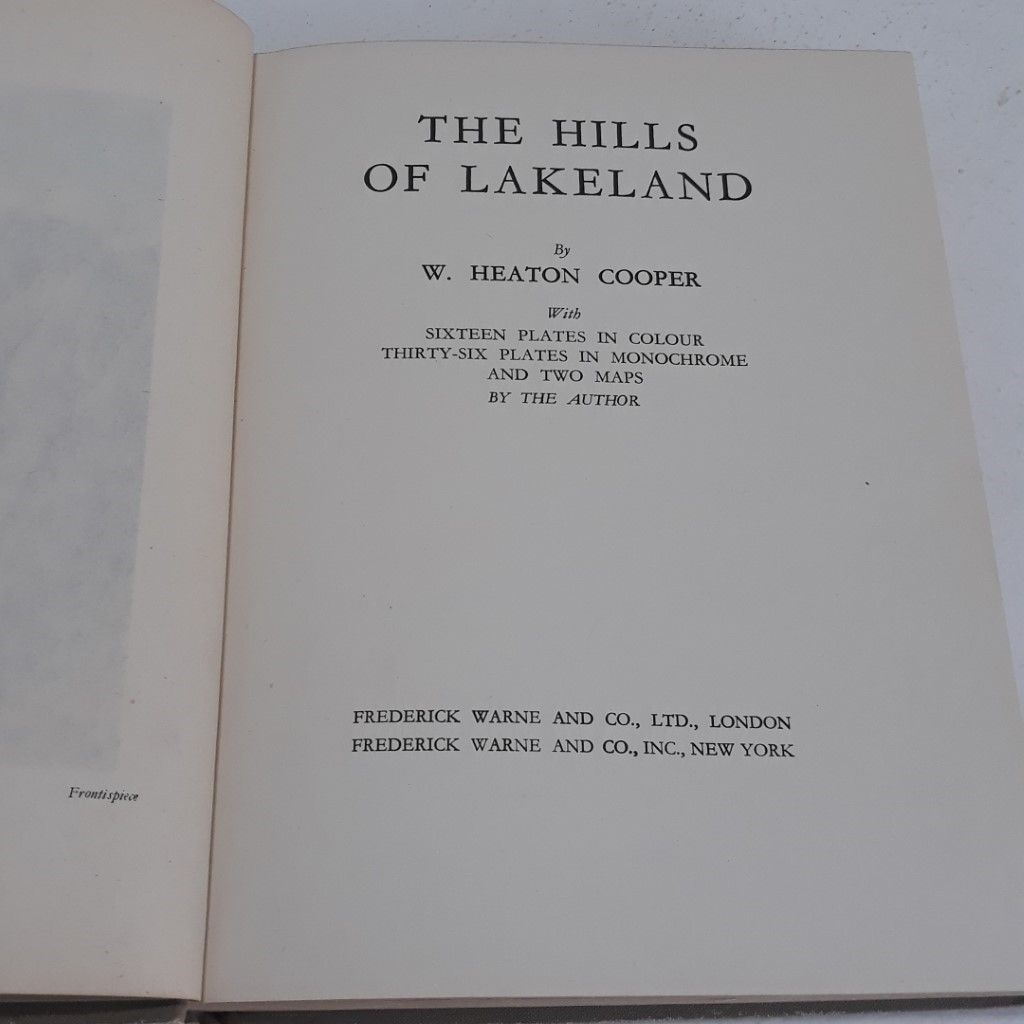 Frontispiece
THE HILLS
OF LAKELAND
By
W. HEATON COOPER
With
SIXTEEN PLATES IN COLOUR
THIRTY-SIX PLATES IN MONOCHROME
AND TWO MAPS
BY THE AUTHOR
FREDERICK WARNE AND CO., LTD., LONDON
FREDERICK WARNE AND CO., INC., NEW YORK